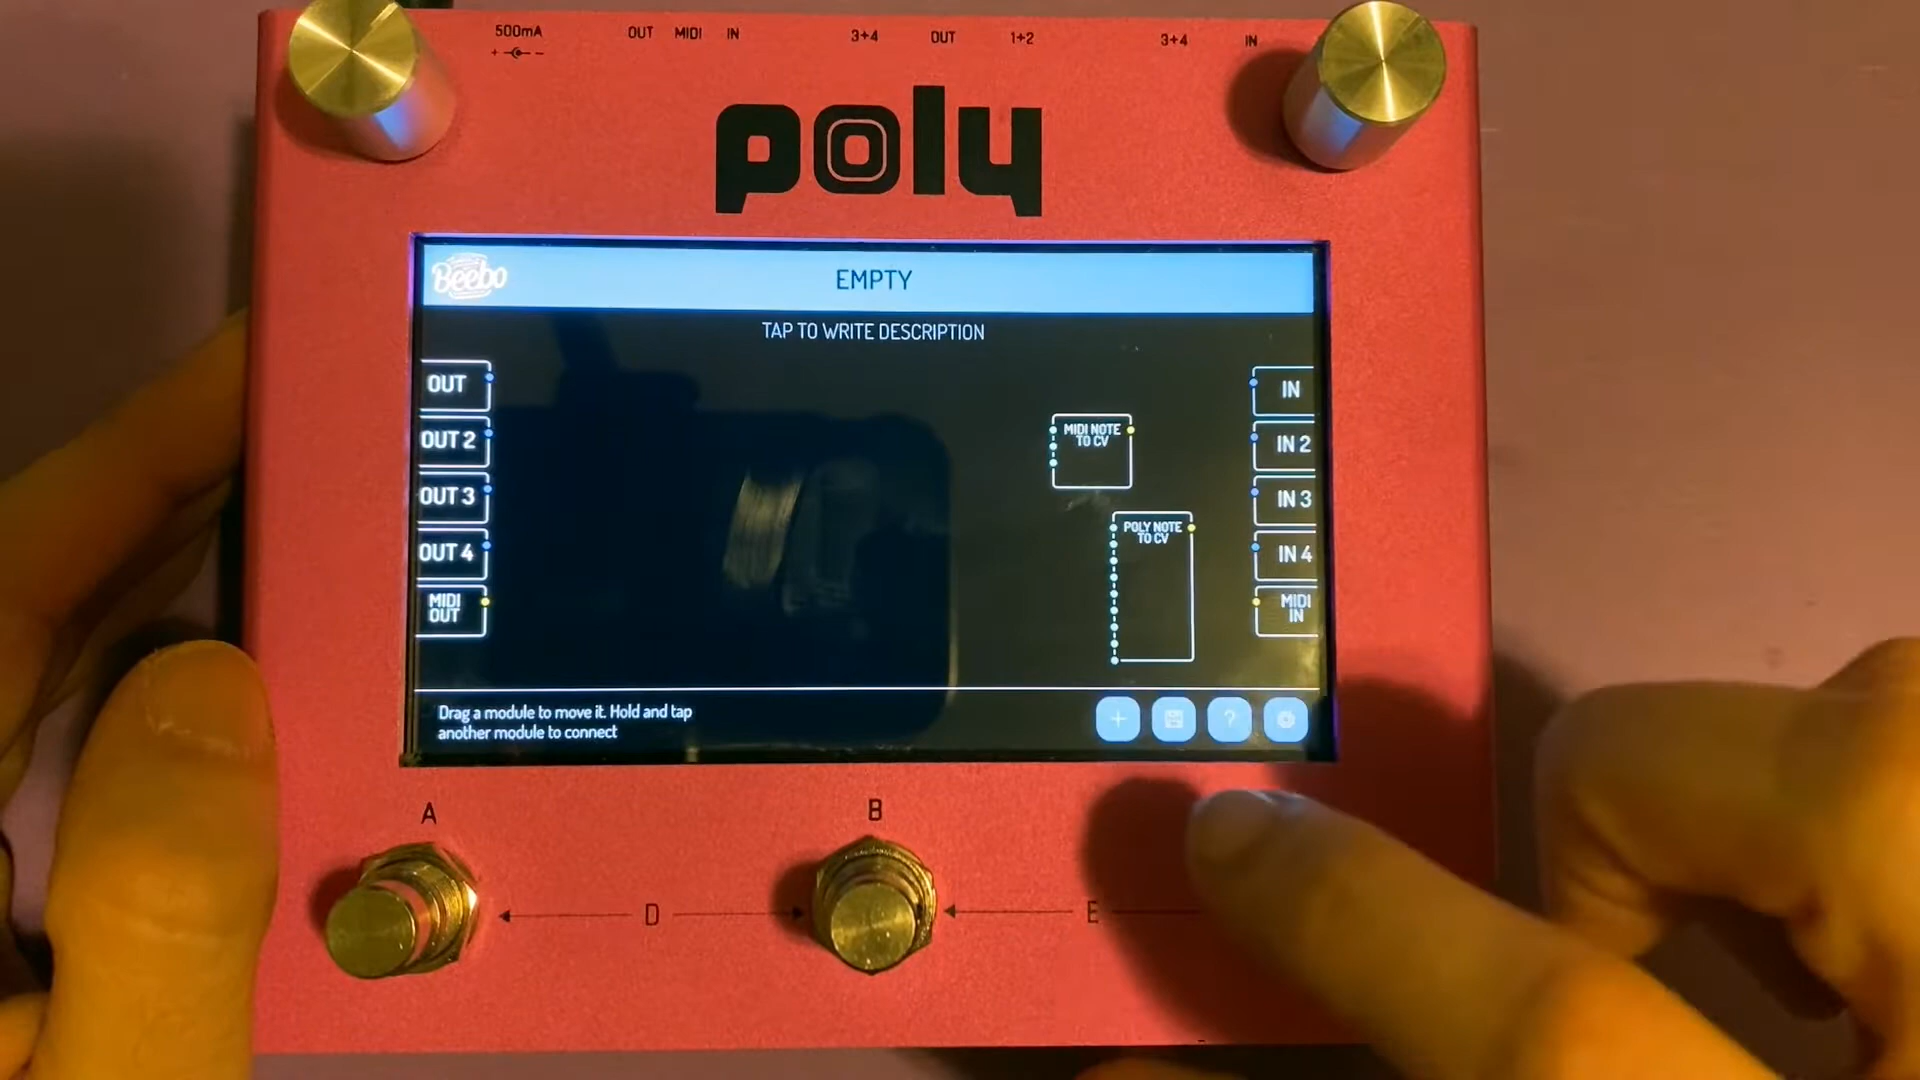 500mA
OUT MIDI IN
3+4 OUT 1+2
3+4 IN
+ -
poly
Beebo
EMPTY
TAP TO WRITE DESCRIPTION
OUT
OUT 2
OUT 3
OUT 4
MIDI
OUT
MIDI NOTE
TO CV
POLY NOTE
TO CV
IN
IN 2
IN 3
IN 4
MIDI
IN
Drag a module to move it. Hold and tap
another module to connect
+ ?
A
B
D
E